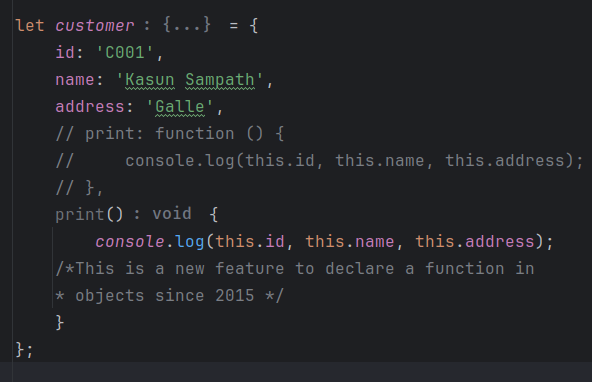 let customer : {...} = {
    id: 'C001',
    name: 'Kasun Sampath',
    address: 'Galle',
    // print: function () {
    //     console.log(this.id, this.name, this.address);
    // },
    print() : void {
        console.log(this.id, this.name, this.address);
    /*This is a new feature to declare a function in
    * objects since 2015 */
    }
};